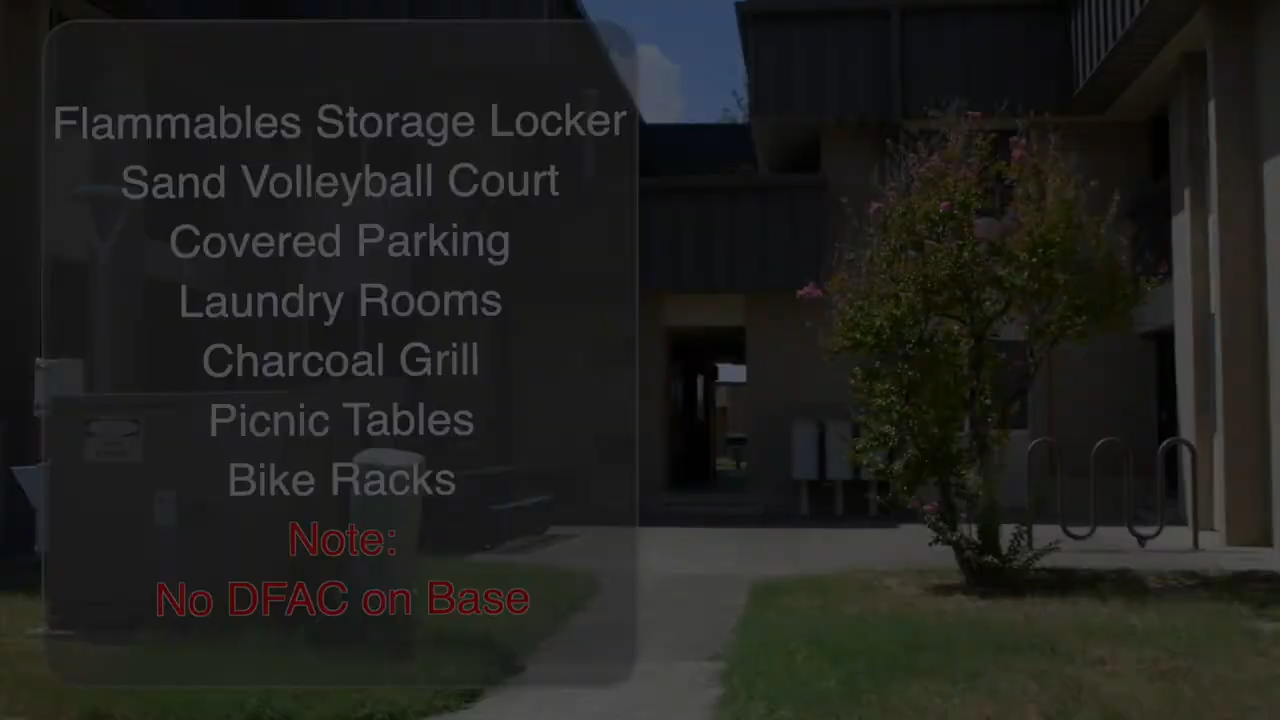 Flammables Storage Locker
Sand Volleyball Court
Covered Parking
Laundry Rooms
Charcoal Grill
Picnic Tables
Bike Racks
Note:
No DFAC on Base